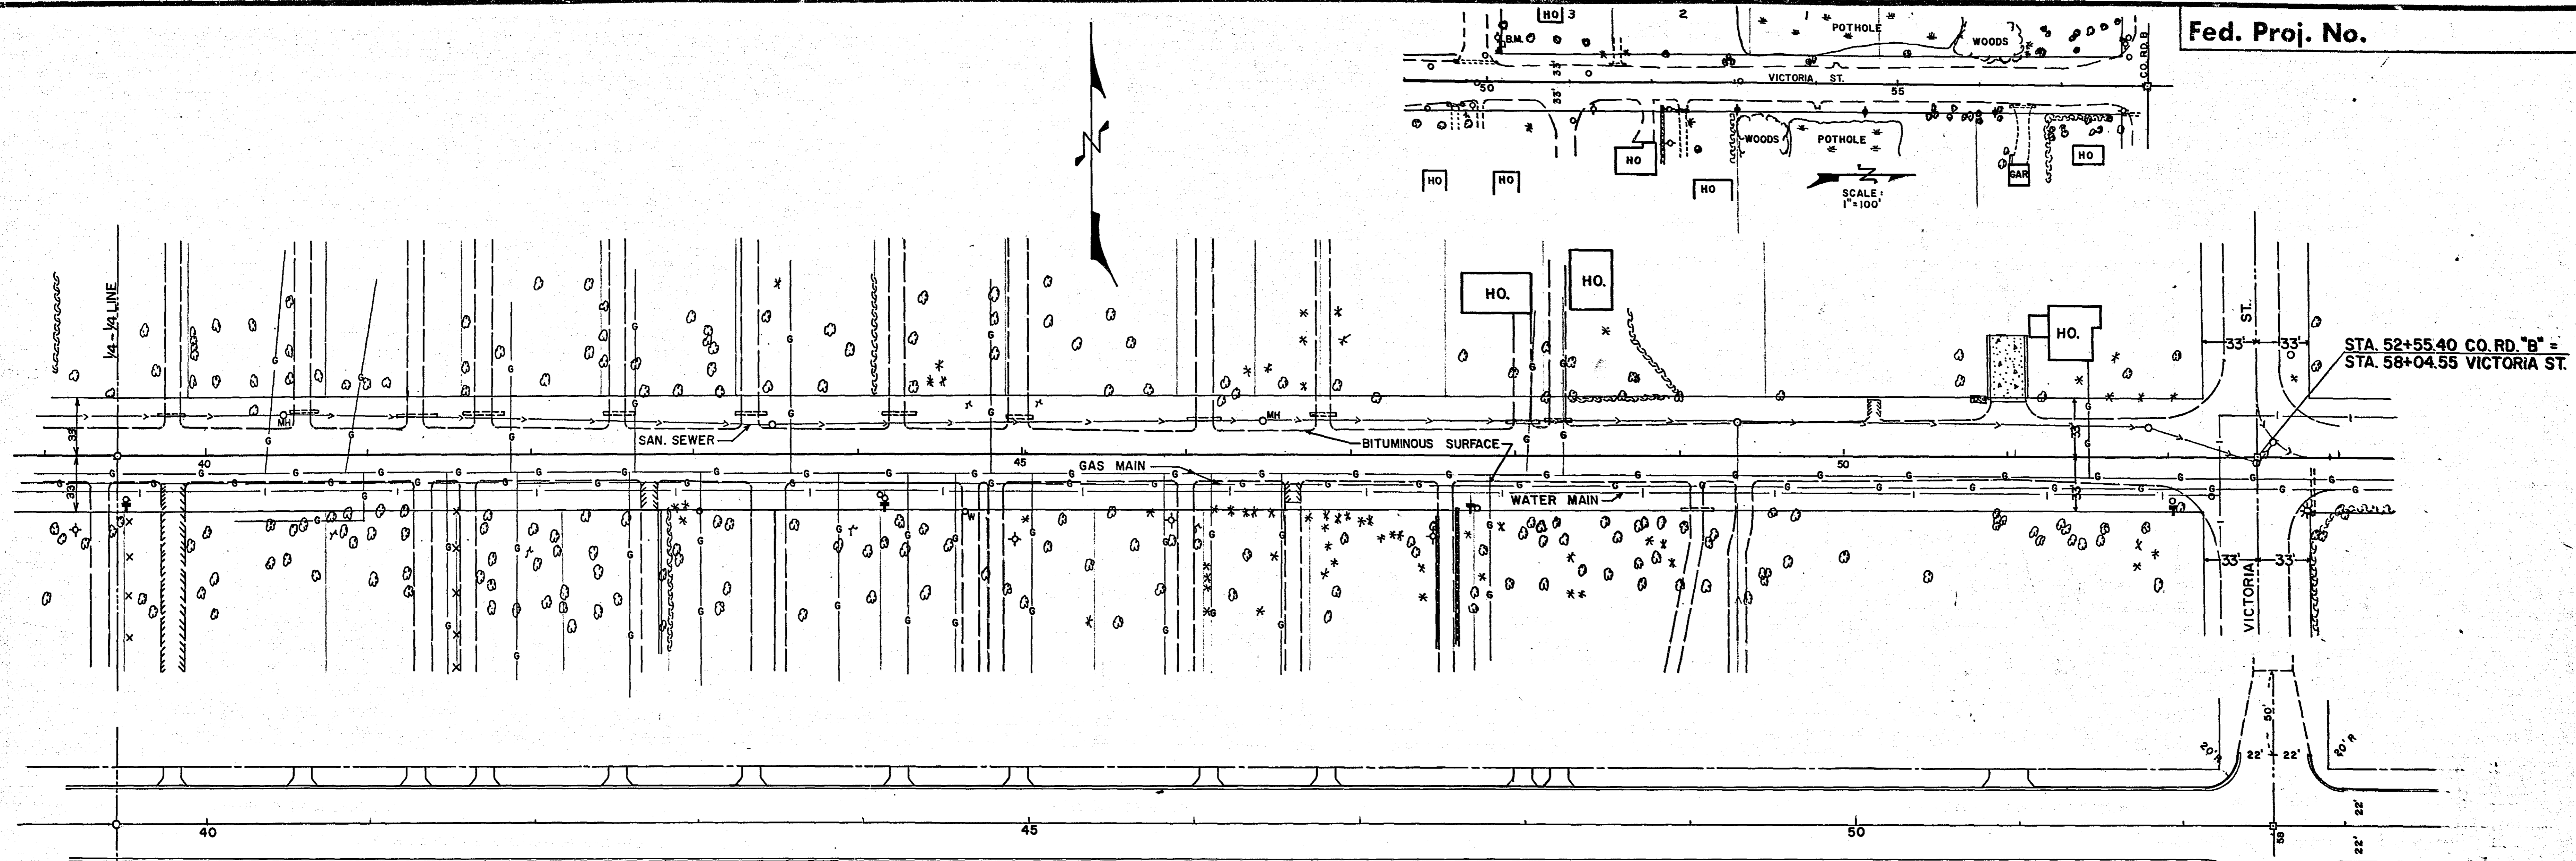 Fed. Proj. No.
HO 3
2
1
POTHOLE
WOODS
CO. RD. B
B.M.
33'
50
VICTORIA ST.
55
33'
HO
HO
HO
HO
WOODS
POTHOLE
GAR
HO
SCALE:
1"=100'
1/4-1/4 LINE
HO.
HO.
HO.
ST.
33' 33'
STA. 52+55.40 CO. RD. "B" =
STA. 58+04.55 VICTORIA ST.
33'
MH
SAN. SEWER
MH
BITUMINOUS SURFACE
33'
40
45
50
GAS MAIN
WATER MAIN
33'
33'
W
33' 33'
VICTORIA
50'
20'R
22' 22'
20'R
40
45
50
58
22'
22'